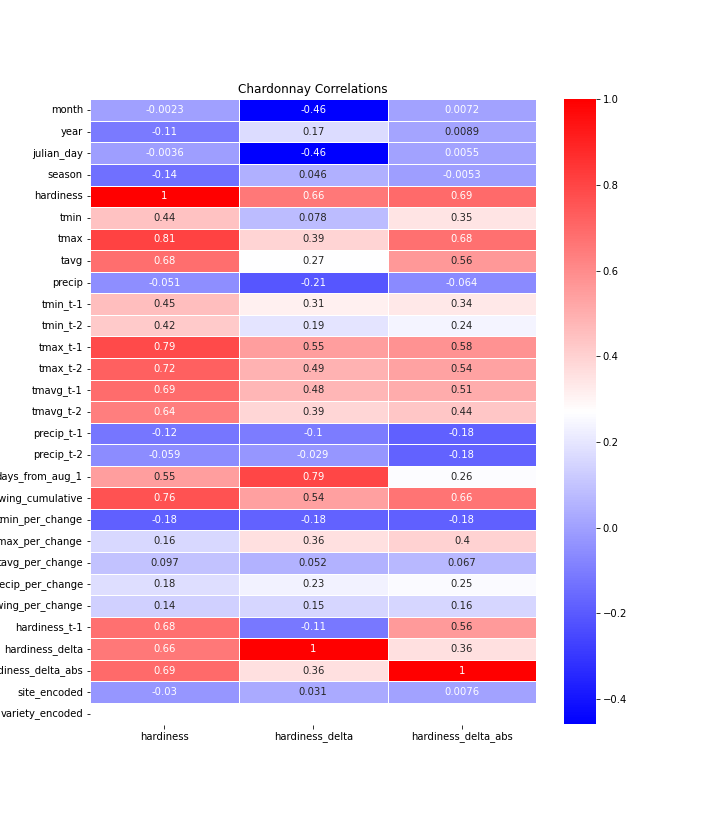 Chardonnay Correlations
month -0.0023 -0.46 0.0072
year -0.11 0.17 0.0089
julian_day -0.0036 -0.46 0.0055
season -0.14 0.046 -0.0053
hardiness 1 0.66 0.69
tmin 0.44 0.078 0.35
tmax 0.81 0.39 0.68
tavg 0.68 0.27 0.56
precip -0.051 -0.21 -0.064
tmin_t-1 0.45 0.31 0.34
tmin_t-2 0.42 0.19 0.24
tmax_t-1 0.79 0.55 0.58
tmax_t-2 0.72 0.49 0.54
tmavg_t-1 0.69 0.48 0.51
tmavg_t-2 0.64 0.39 0.44
precip_t-1 -0.12 -0.1 -0.18
precip_t-2 -0.059 -0.029 -0.18
days_from_aug_1 0.55 0.79 0.26
wing_cumulative 0.76 0.54 0.66
tmin_per_change -0.18 -0.18 -0.18
max_per_change 0.16 0.36 0.4
tavg_per_change 0.097 0.052 0.067
ecip_per_change 0.18 0.23 0.25
wing_per_change 0.14 0.15 0.16
hardiness_t-1 0.68 -0.11 0.56
hardiness_delta 0.66 1 0.36
diness_delta_abs 0.69 0.36 1
site_encoded -0.03 0.031 0.0076
variety_encoded
hardiness hardiness_delta hardiness_delta_abs
1.0
0.8
0.6
0.4
0.2
0.0
−0.2
−0.4